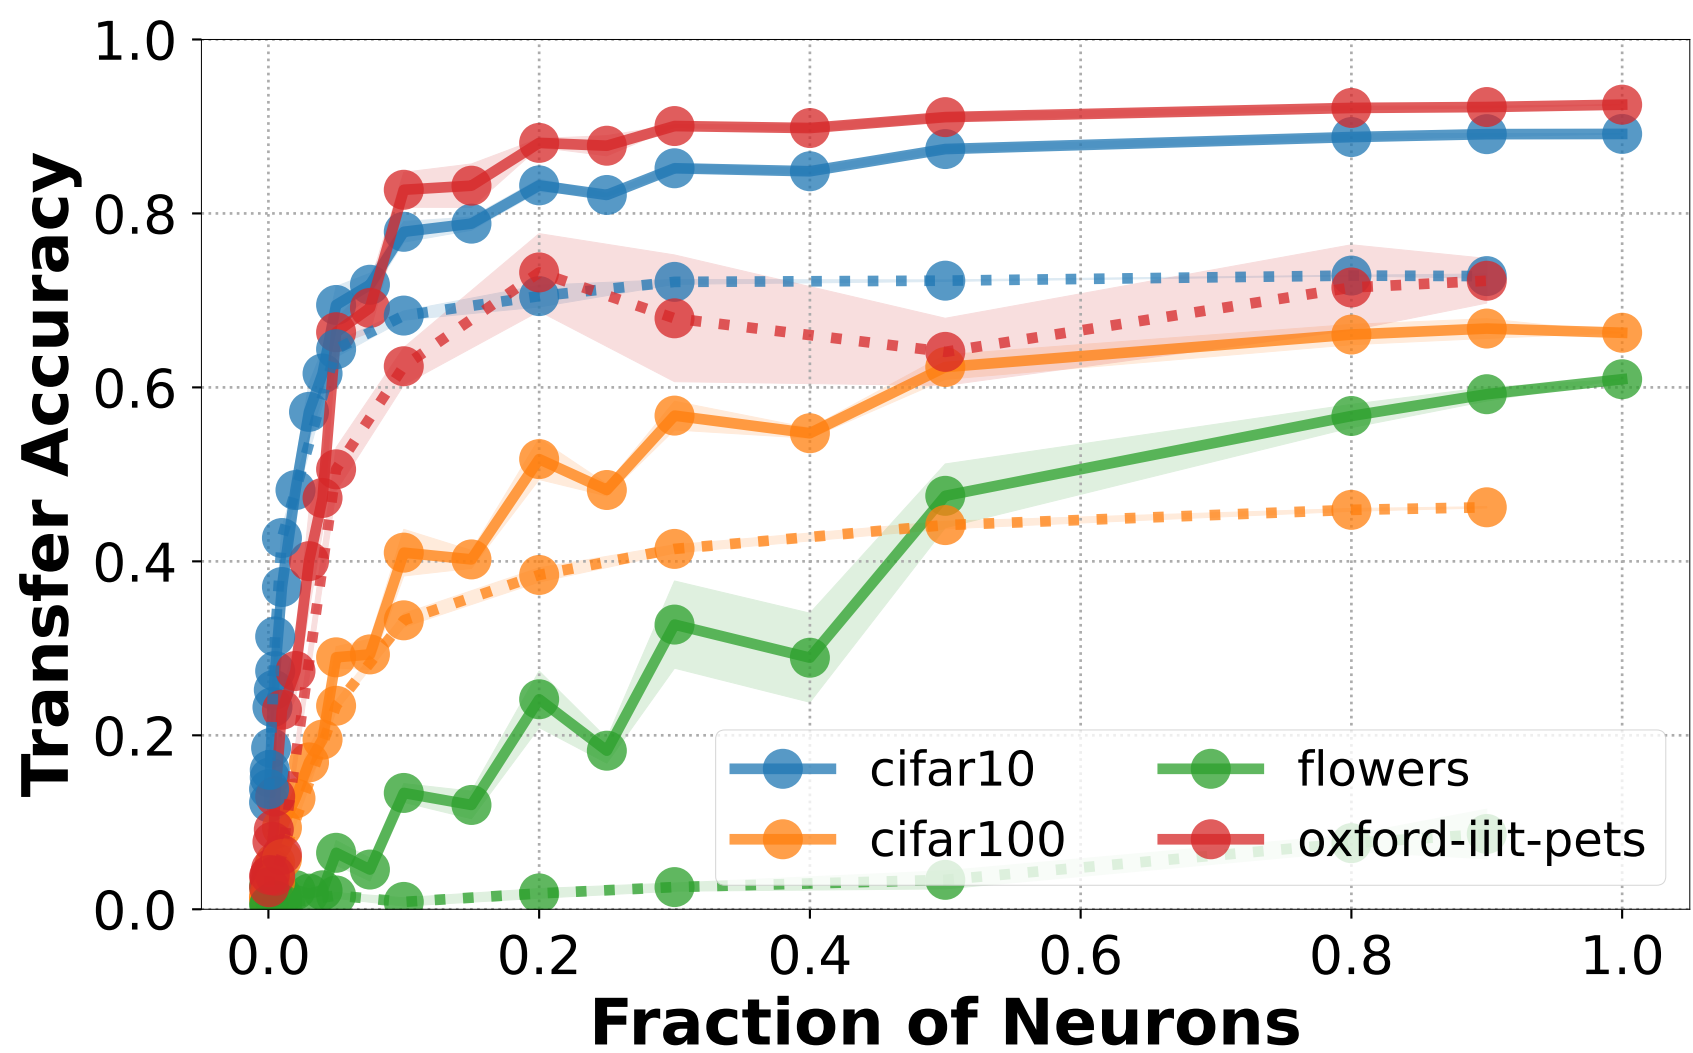 1.0
0.8
0.6
0.4
0.2
0.0
Transfer Accuracy
cifar10
flowers
cifar100
oxford-iiit-pets
0.0 0.2 0.4 0.6 0.8 1.0
Fraction of Neurons